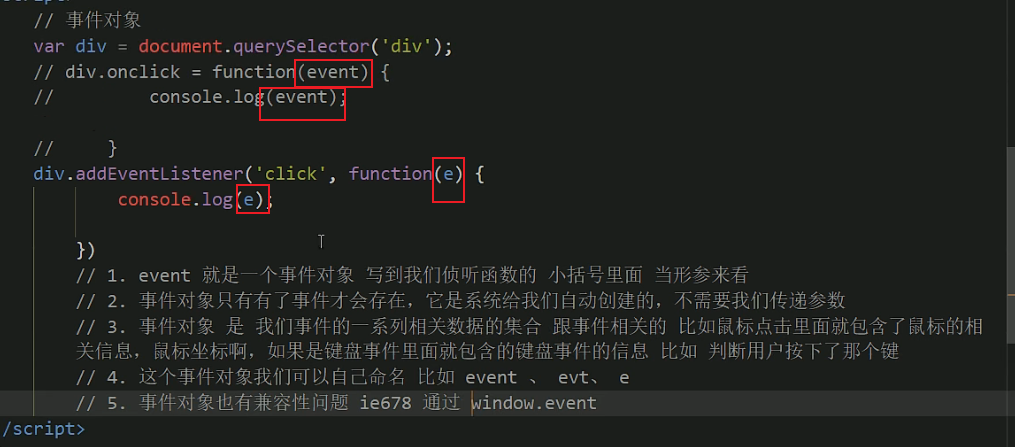 script>
// 事件对象
var div = document.querySelector('div');
// div.onclick = function(event) {
//         console.log(event);
//     }
div.addEventListener('click', function(e) {
console.log(e);
})
// 1. event 就是一个事件对象 写到我们侦听函数的 小括号里面 当形参来看
// 2. 事件对象只有有了事件才会存在，它是系统给我们自动创建的，不需要我们传递参数
// 3. 事件对象 是 我们事件的一系列相关数据的集合 跟事件相关的 比如鼠标点击里面就包含了鼠标的相
关信息，鼠标坐标啊，如果是键盘事件里面就包含的键盘事件的信息 比如 判断用户按下了那个键
// 4. 这个事件对象我们可以自己命名 比如 event 、 evt、 e
// 5. 事件对象也有兼容性问题 ie678 通过 window.event
/script>